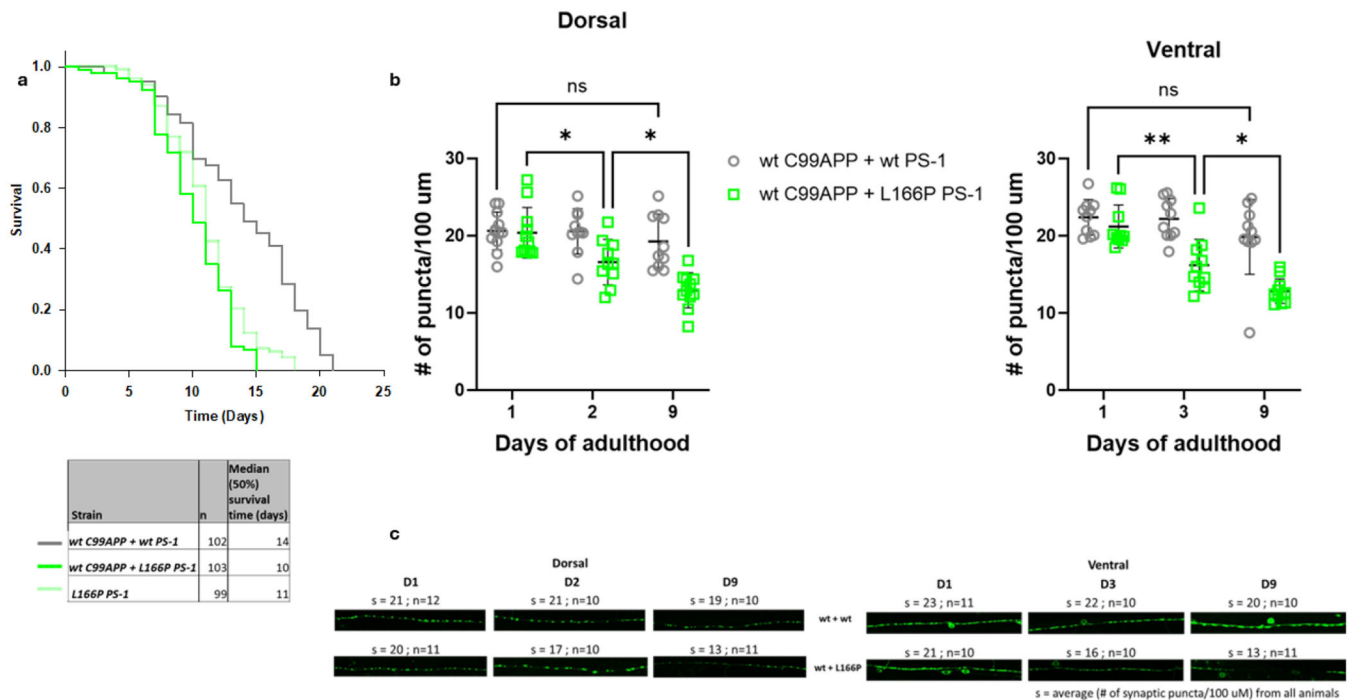 a
1.0
0.8
0.6
0.4
0.2
0.0
Survival
0 5 10 15 20 25
Time (Days)
Strain n Median (50%) survival time (days)
wt C99APP + wt PS-1 102 14
wt C99APP + L166P PS-1 103 10
L166P PS-1 99 11
b
Dorsal
ns
* *
30
20
10
0
# of puncta/100 um
1 2 9
Days of adulthood
wt C99APP + wt PS-1
wt C99APP + L166P PS-1
Ventral
ns
** *
30
20
10
0
# of puncta/100 um
1 3 9
Days of adulthood
c
Dorsal
D1 D2 D9
s = 21 ; n=12 s = 21 ; n=10 s = 19 ; n=10
s = 20 ; n=11 s = 17 ; n=10 s = 13 ; n=11
wt + wt
wt + L166P
Ventral
D1 D3 D9
s = 23 ; n=11 s = 22 ; n=10 s = 20 ; n=10
s = 21 ; n=10 s = 16 ; n=10 s = 13 ; n=11
s = average (# of synaptic puncta/100 uM) from all animals